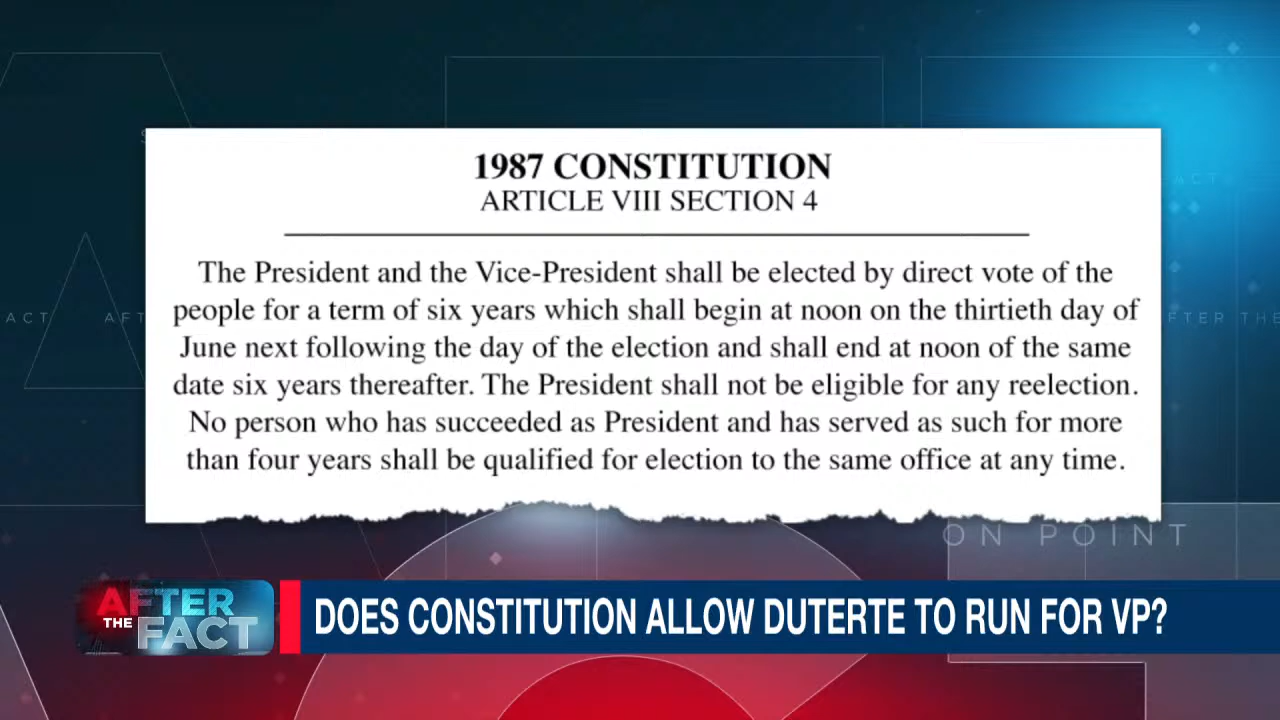 1987 CONSTITUTION
ARTICLE VIII SECTION 4
The President and the Vice-President shall be elected by direct vote of the
people for a term of six years which shall begin at noon on the thirtieth day of
June next following the day of the election and shall end at noon of the same
date six years thereafter. The President shall not be eligible for any reelection.
No person who has succeeded as President and has served as such for more
than four years shall be qualified for election to the same office at any time.
ACT
ACT
AFT
FTER THE
ON POINT
AFTER
THE FACT
DOES CONSTITUTION ALLOW DUTERTE TO RUN FOR VP?